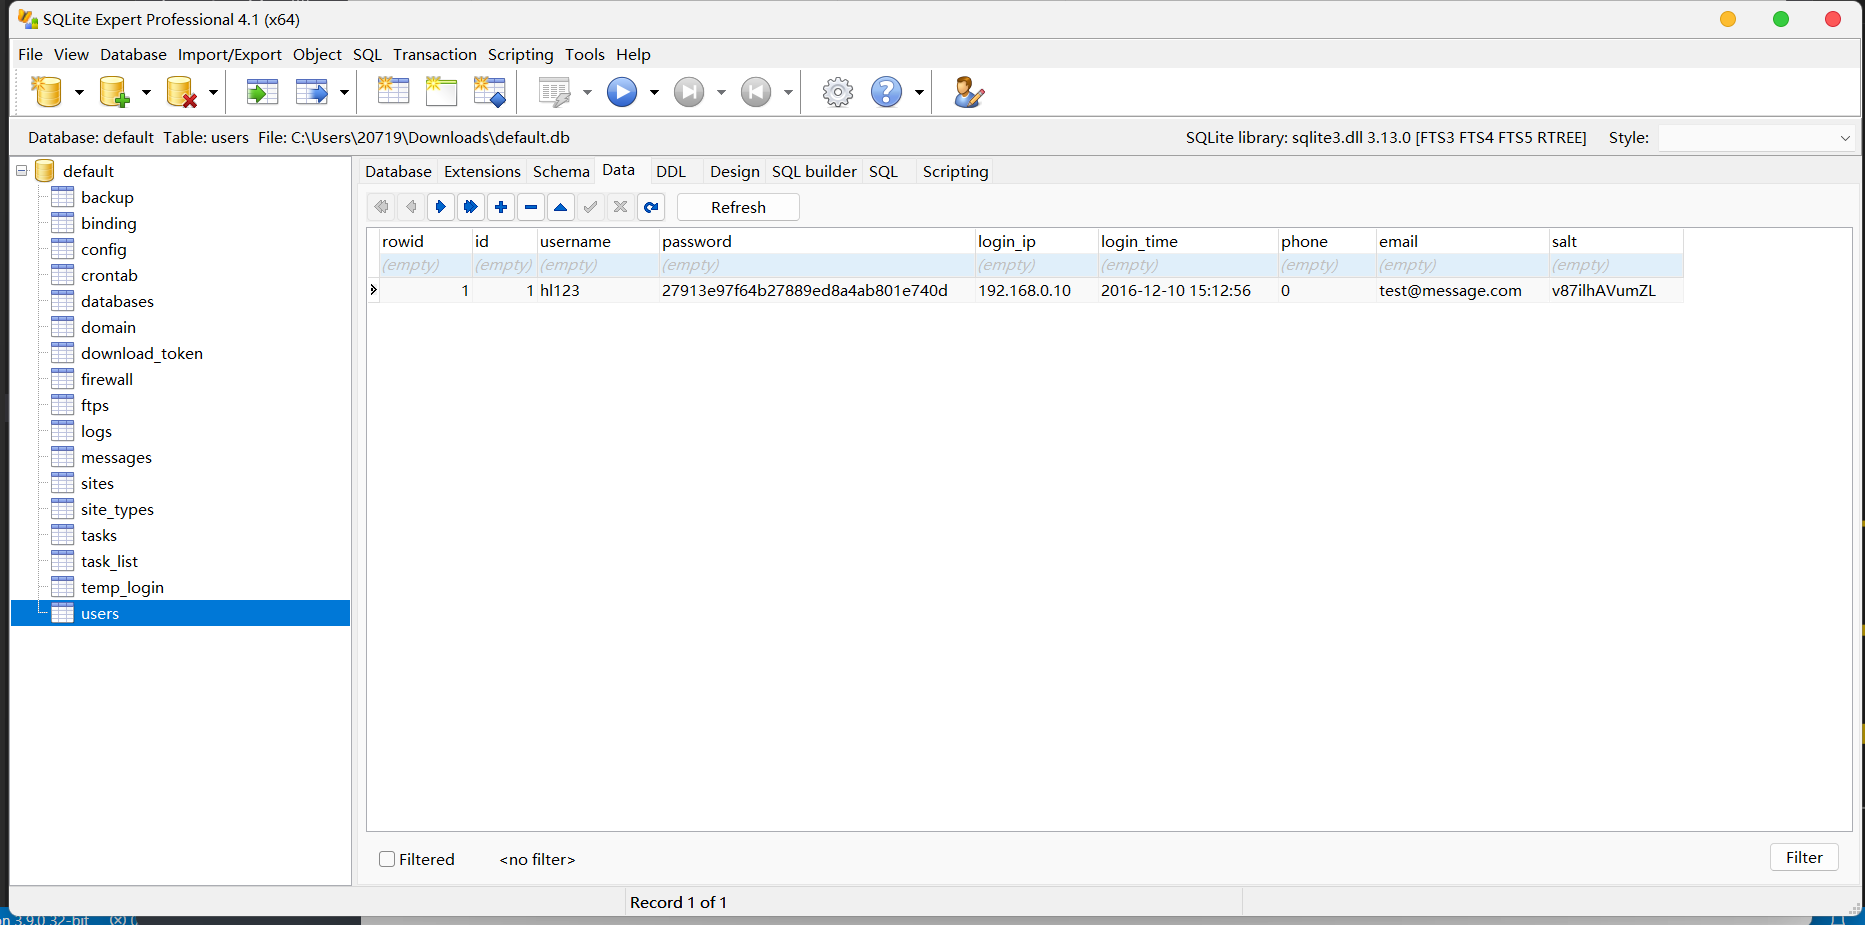 SQLite Expert Professional 4.1 (x64)
File View Database Import/Export Object SQL Transaction Scripting Tools Help
Database: default Table: users File: C:\Users\20719\Downloads\default.db SQLite library: sqlite3.dll 3.13.0 [FTS3 FTS4 FTS5 RTREE] Style:
default
backup
binding
config
crontab
databases
domain
download_token
firewall
ftps
logs
messages
sites
site_types
tasks
task_list
temp_login
users
Database Extensions Schema Data DDL Design SQL builder SQL Scripting
Refresh
rowid id username password login_ip login_time phone email salt
(empty) (empty) (empty) (empty) (empty) (empty) (empty) (empty) (empty)
1 1 hl123 27913e97f64b27889ed8a4ab801e740d 192.168.0.10 2016-12-10 15:12:56 0 test@message.com v87ilhAVumZL
Filtered <no filter> Filter
Record 1 of 1
3.9.0 32-bit